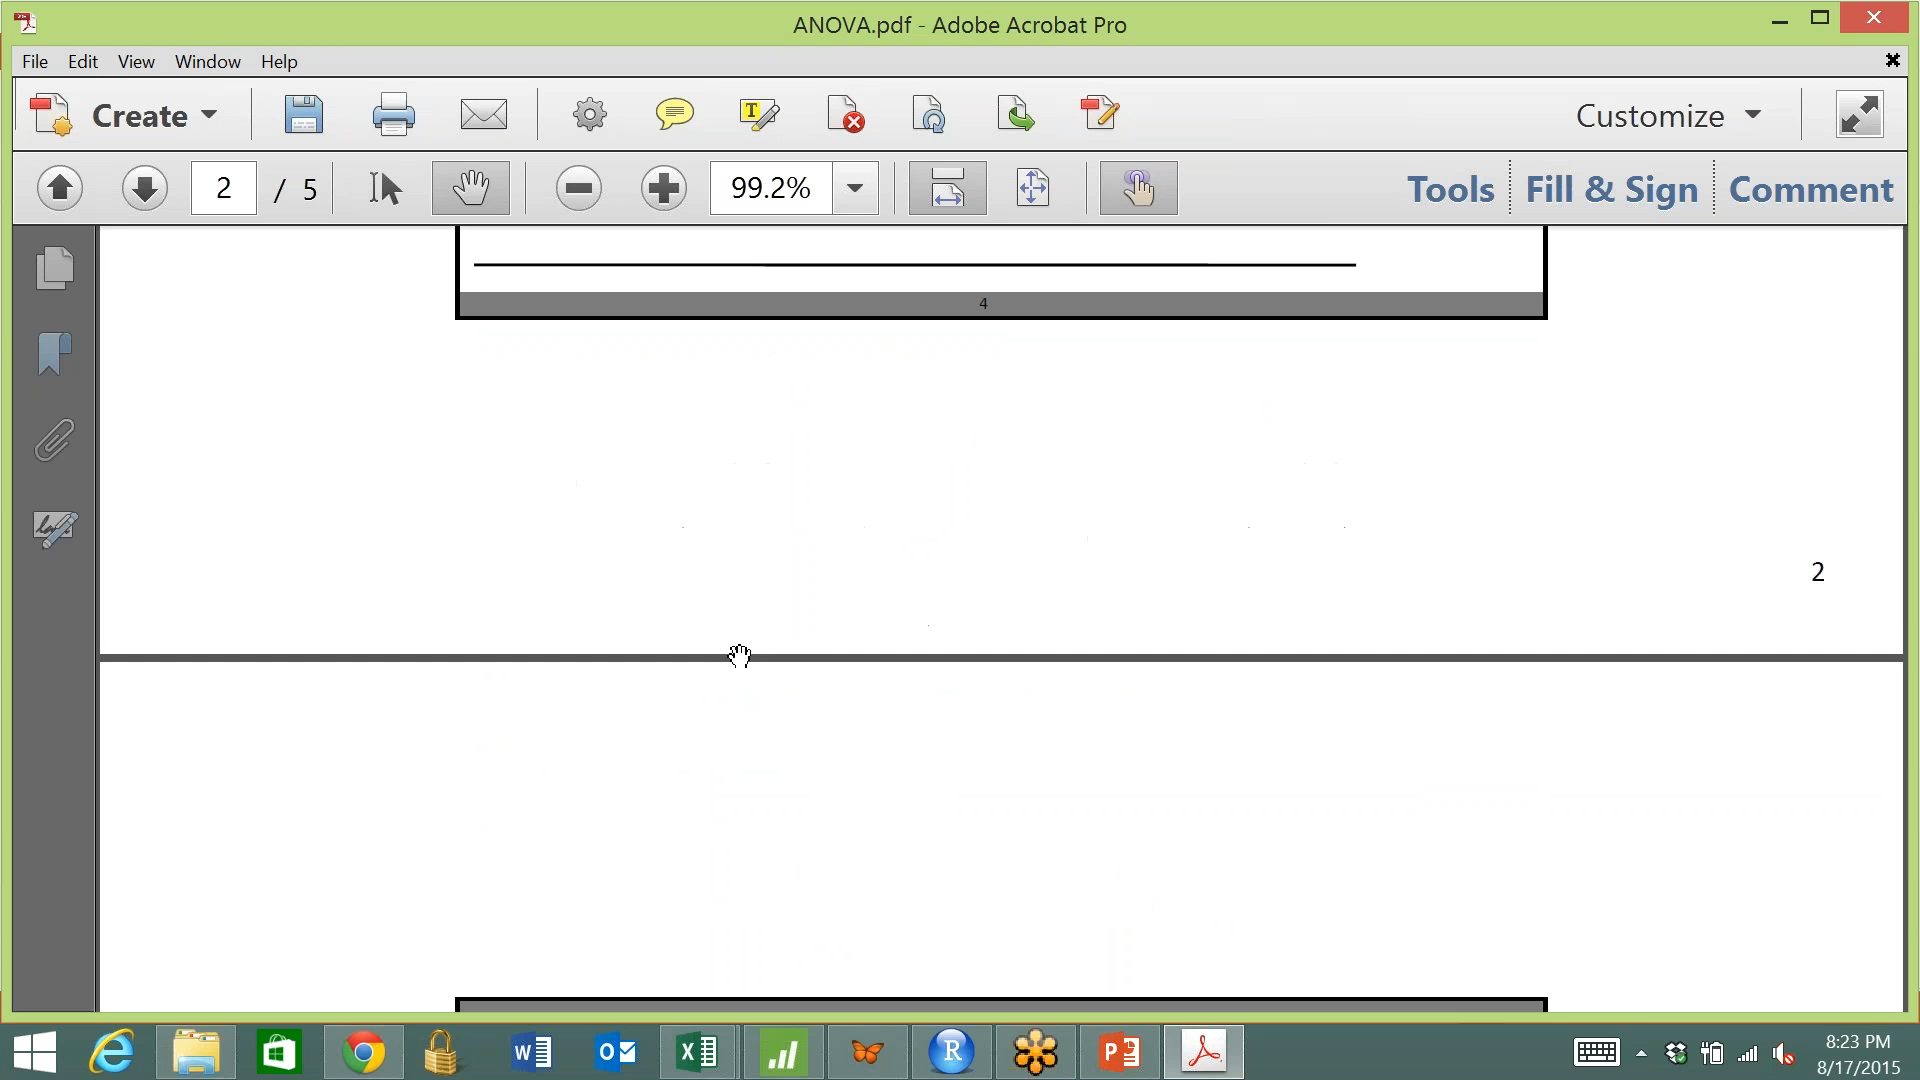 ANOVA.pdf - Adobe Acrobat Pro
File Edit View Window Help
Create Customize
2 / 5 99.2% Tools Fill & Sign Comment
4
2
8:23 PM
8/17/2015